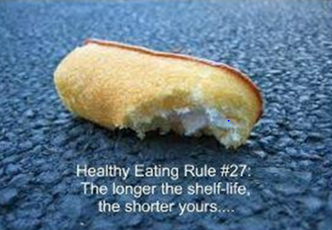 Healthy Eating Rule #27:
The longer the shelf-life,
the shorter yours....